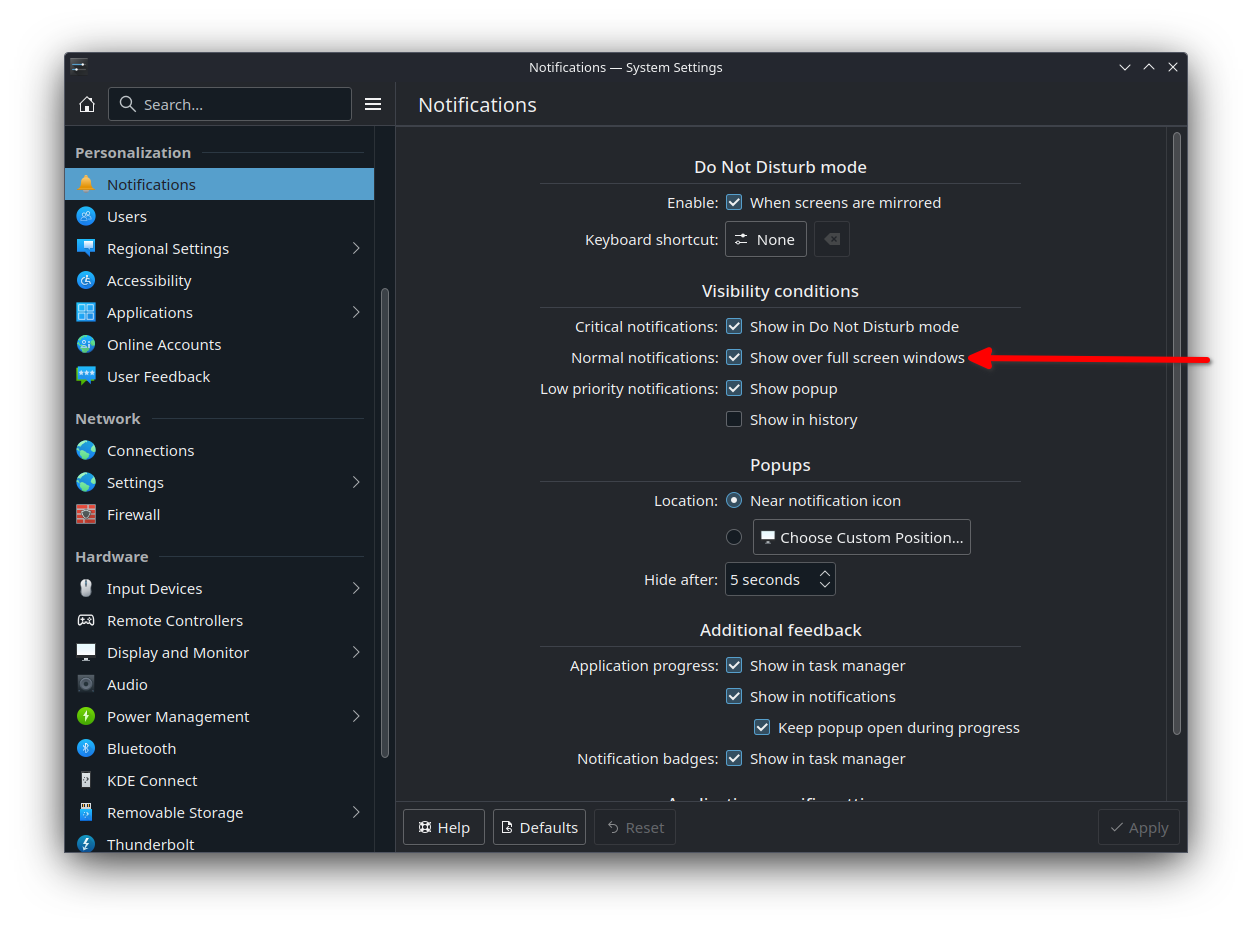 Notifications — System Settings
Search...
Notifications
Personalization
Notifications
Users
Regional Settings
Accessibility
Applications
Online Accounts
User Feedback
Network
Connections
Settings
Firewall
Hardware
Input Devices
Remote Controllers
Display and Monitor
Audio
Power Management
Bluetooth
KDE Connect
Removable Storage
Thunderbolt
Do Not Disturb mode
Enable: When screens are mirrored
Keyboard shortcut: None
Visibility conditions
Critical notifications: Show in Do Not Disturb mode
Normal notifications: Show over full screen windows
Low priority notifications: Show popup
Show in history
Popups
Location: Near notification icon
Choose Custom Position...
Hide after: 5 seconds
Additional feedback
Application progress: Show in task manager
Show in notifications
Keep popup open during progress
Notification badges: Show in task manager
Help Defaults Reset Apply